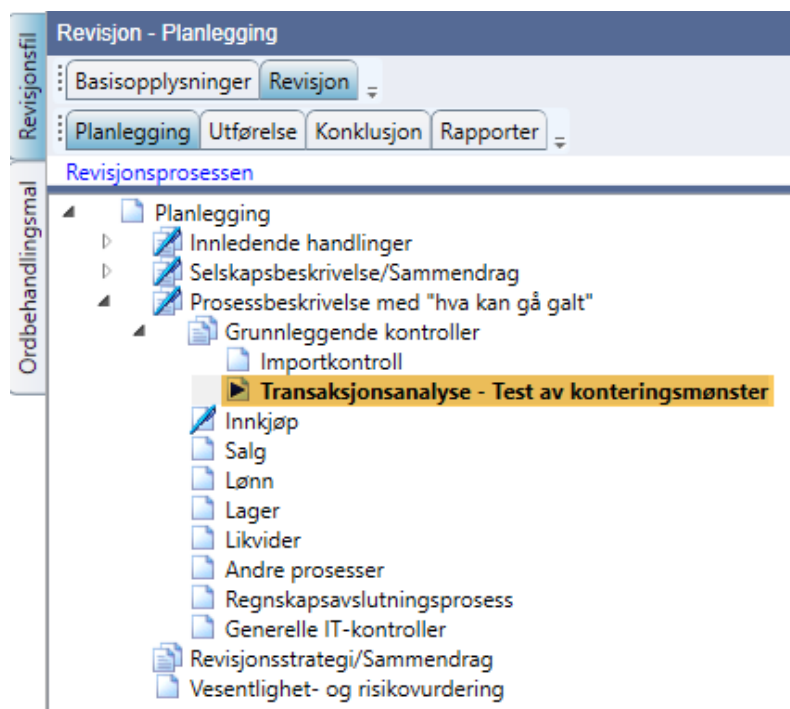 Revisjonsfil
Ordbehandlingsmal
Revisjon - Planlegging
Basisopplysninger Revisjon
Planlegging Utførelse Konklusjon Rapporter
Revisjonsprosessen
Planlegging
Innledende handlinger
Selskapsbeskrivelse/Sammendrag
Prosessbeskrivelse med "hva kan gå galt"
Grunnleggende kontroller
Importkontroll
Transaksjonsanalyse - Test av konteringsmønster
Innkjøp
Salg
Lønn
Lager
Likvider
Andre prosesser
Regnskapsavslutningsprosess
Generelle IT-kontroller
Revisjonsstrategi/Sammendrag
Vesentlighet- og risikovurdering